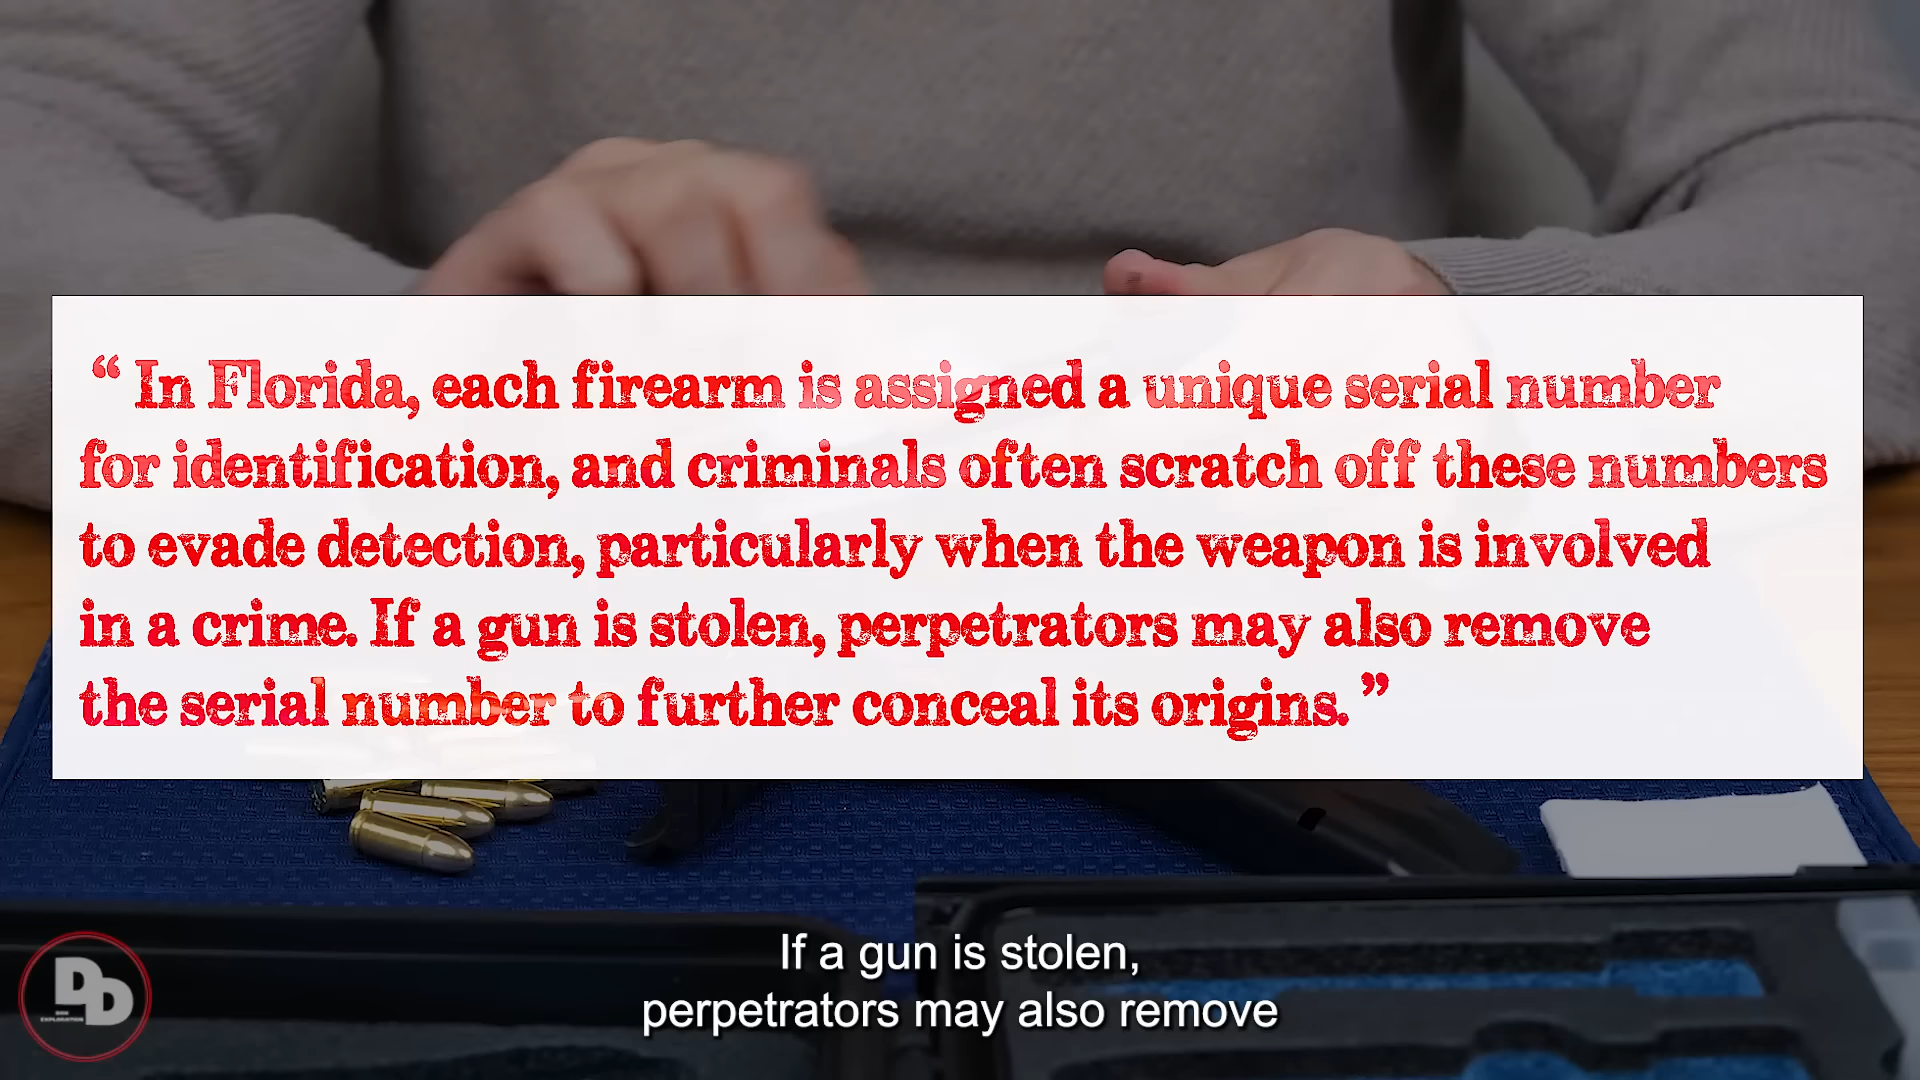 “ In Florida, each firearm is assigned a unique serial number
for identification, and criminals often scratch off these numbers
to evade detection, particularly when the weapon is involved
in a crime. If a gun is stolen, perpetrators may also remove
the serial number to further conceal its origins. ”
DD
If a gun is stolen,
perpetrators may also remove